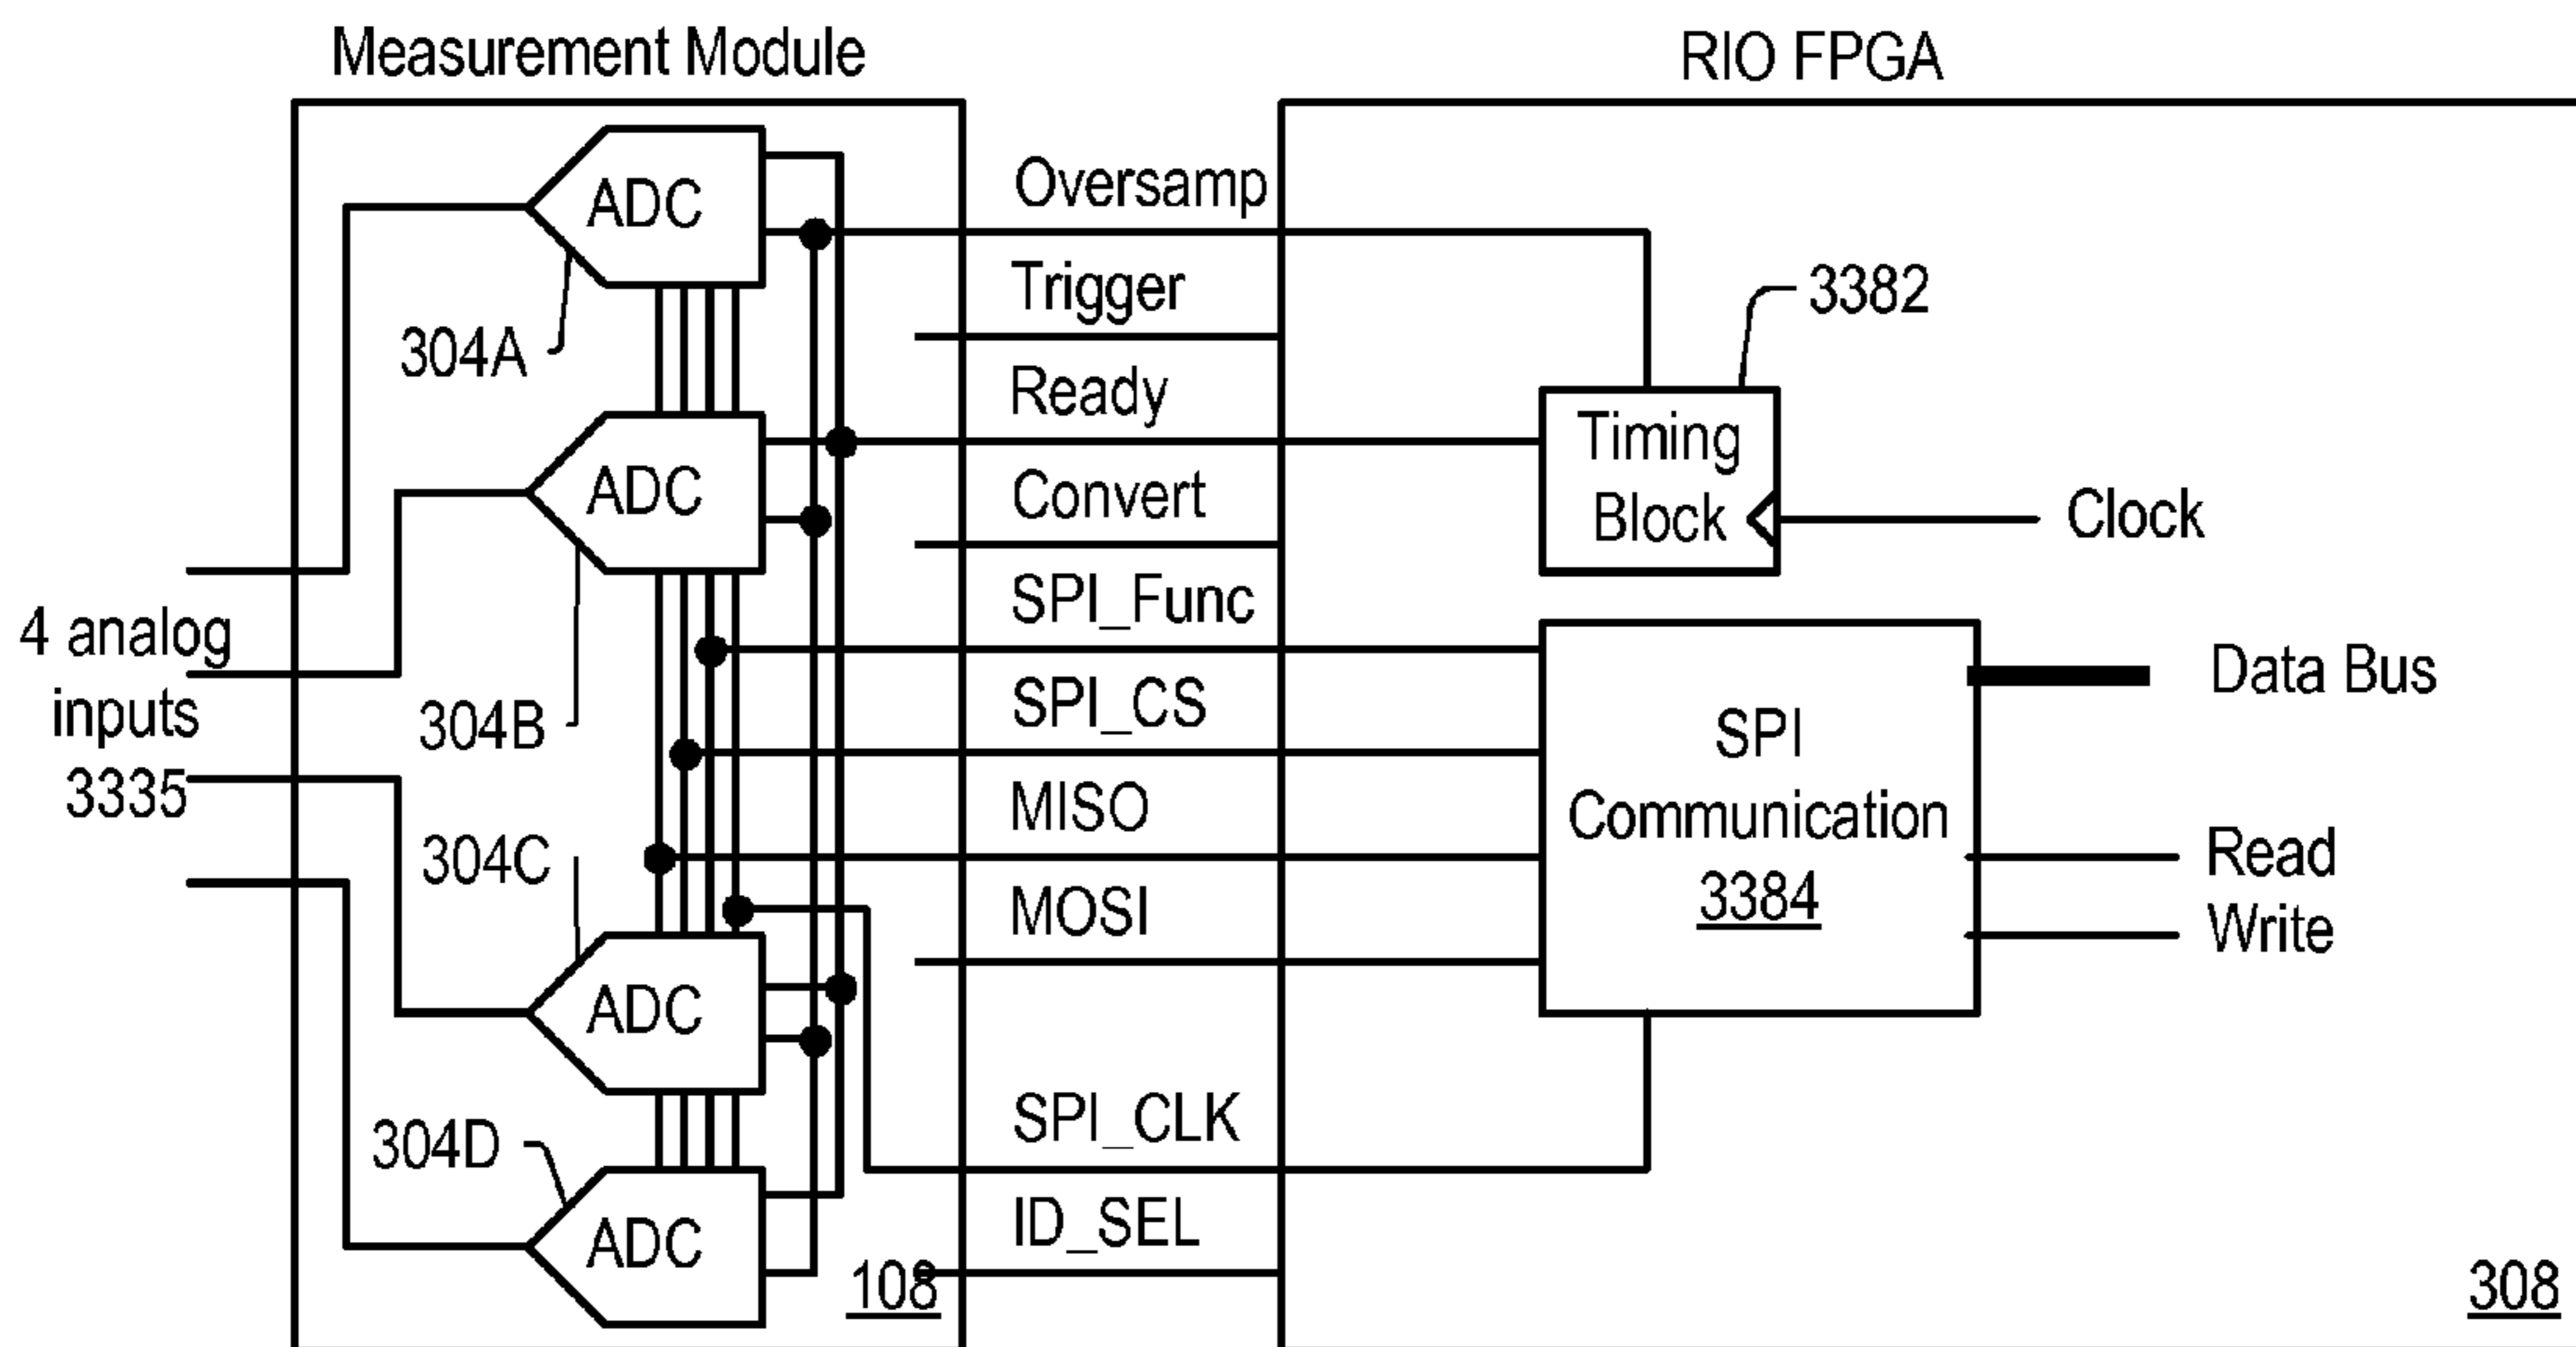 Measurement Module
RIO FPGA
ADC
Oversamp
304A
Trigger
3382
Ready
ADC
Timing
Block
Convert
Clock
4 analog
inputs
3335
304B
SPI_Func
SPI_CS
SPI
Communication
3384
Data Bus
MISO
304C
Read
MOSI
Write
ADC
SPI_CLK
304D
ID_SEL
ADC
108
308